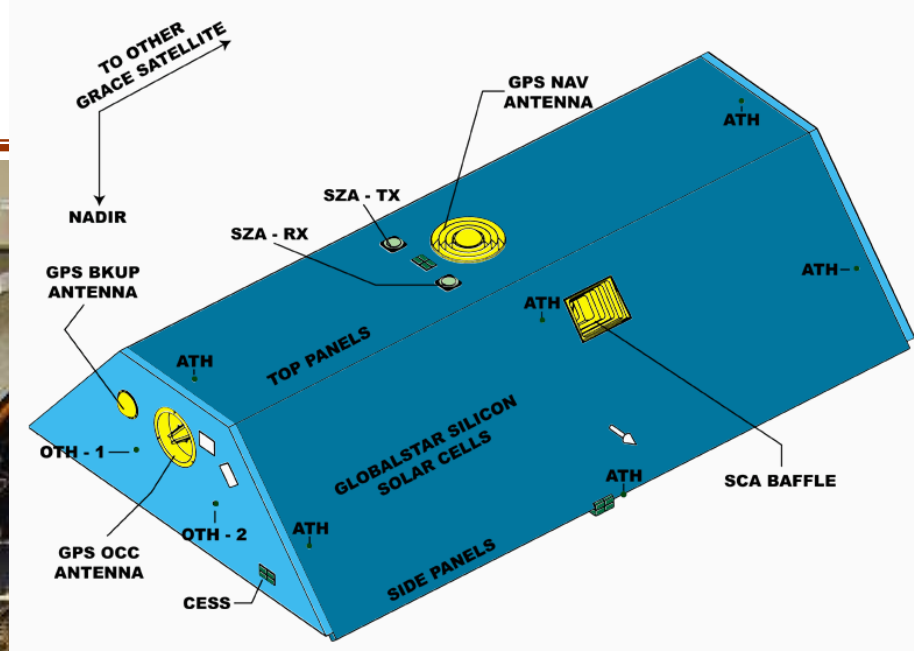 TO OTHER
GRACE SATELLITE
NADIR
GPS NAV
ANTENNA
ATH
SZA - TX
SZA - RX
GPS BKUP
ANTENNA
ATH
ATH
ATH
TOP PANELS
OTH - 1
GLOBALSTAR SILICON
SOLAR CELLS
SCA BAFFLE
ATH
OTH - 2
ATH
GPS OCC
ANTENNA
SIDE PANELS
CESS